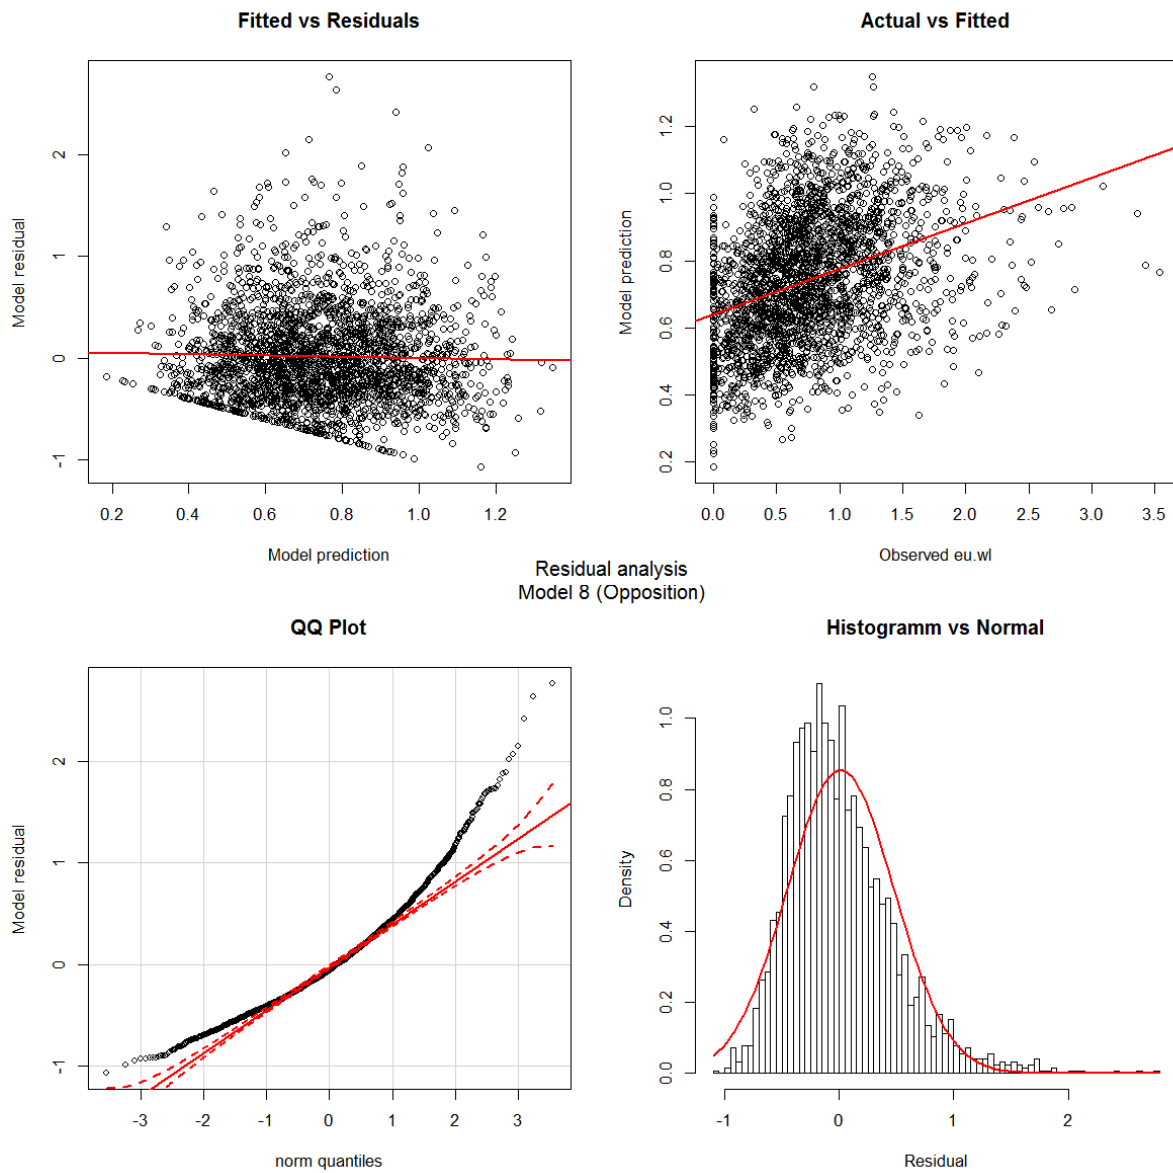 Fitted vs Residuals
Model residual
2
1
0
-1
0.2 0.4 0.6 0.8 1.0 1.2
Model prediction
Actual vs Fitted
Model prediction
1.2
1.0
0.8
0.6
0.4
0.2
0.0 0.5 1.0 1.5 2.0 2.5 3.0 3.5
Observed eu.wl
Residual analysis
Model 8 (Opposition)
QQ Plot
Model residual
2
1
0
-1
-3 -2 -1 0 1 2 3
norm quantiles
Histogramm vs Normal
Density
1.0
0.8
0.6
0.4
0.2
0.0
-1 0 1 2
Residual